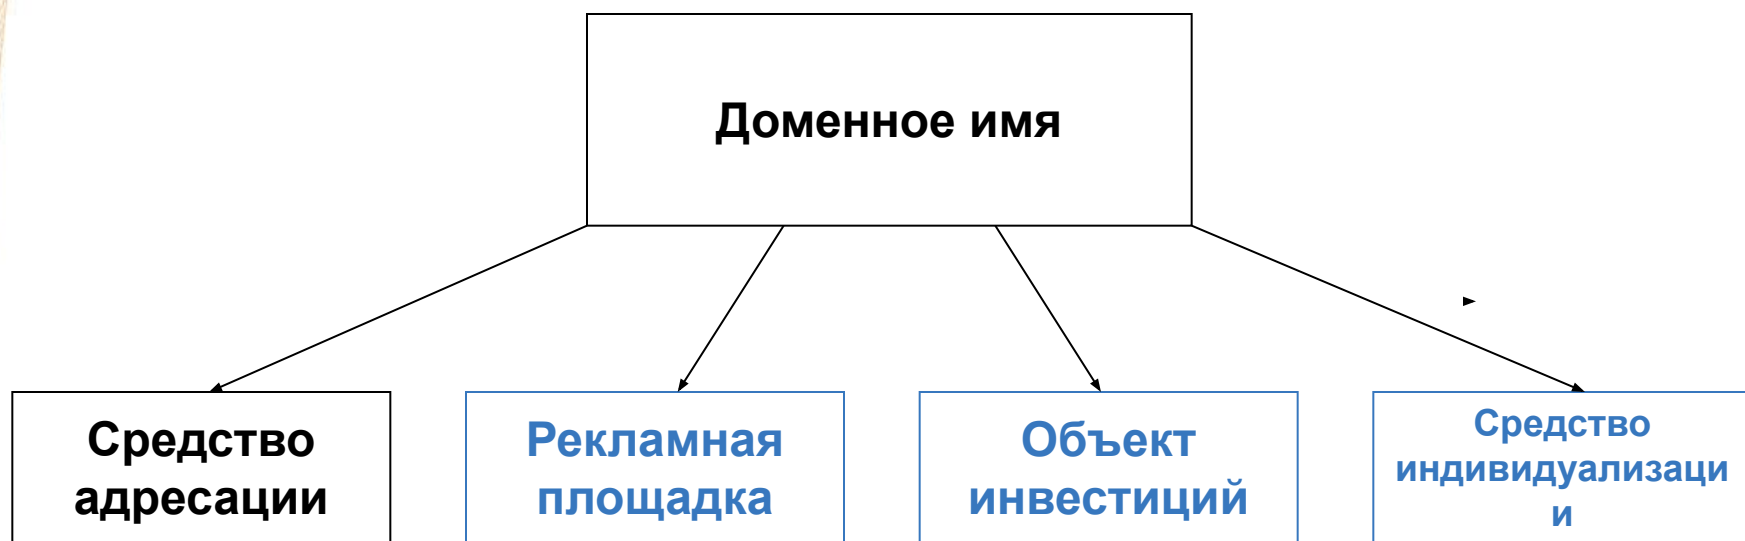 Доменное имя
Средство
адресации
Рекламная
площадка
Объект
инвестиций
Средство
индивидуализаци
и